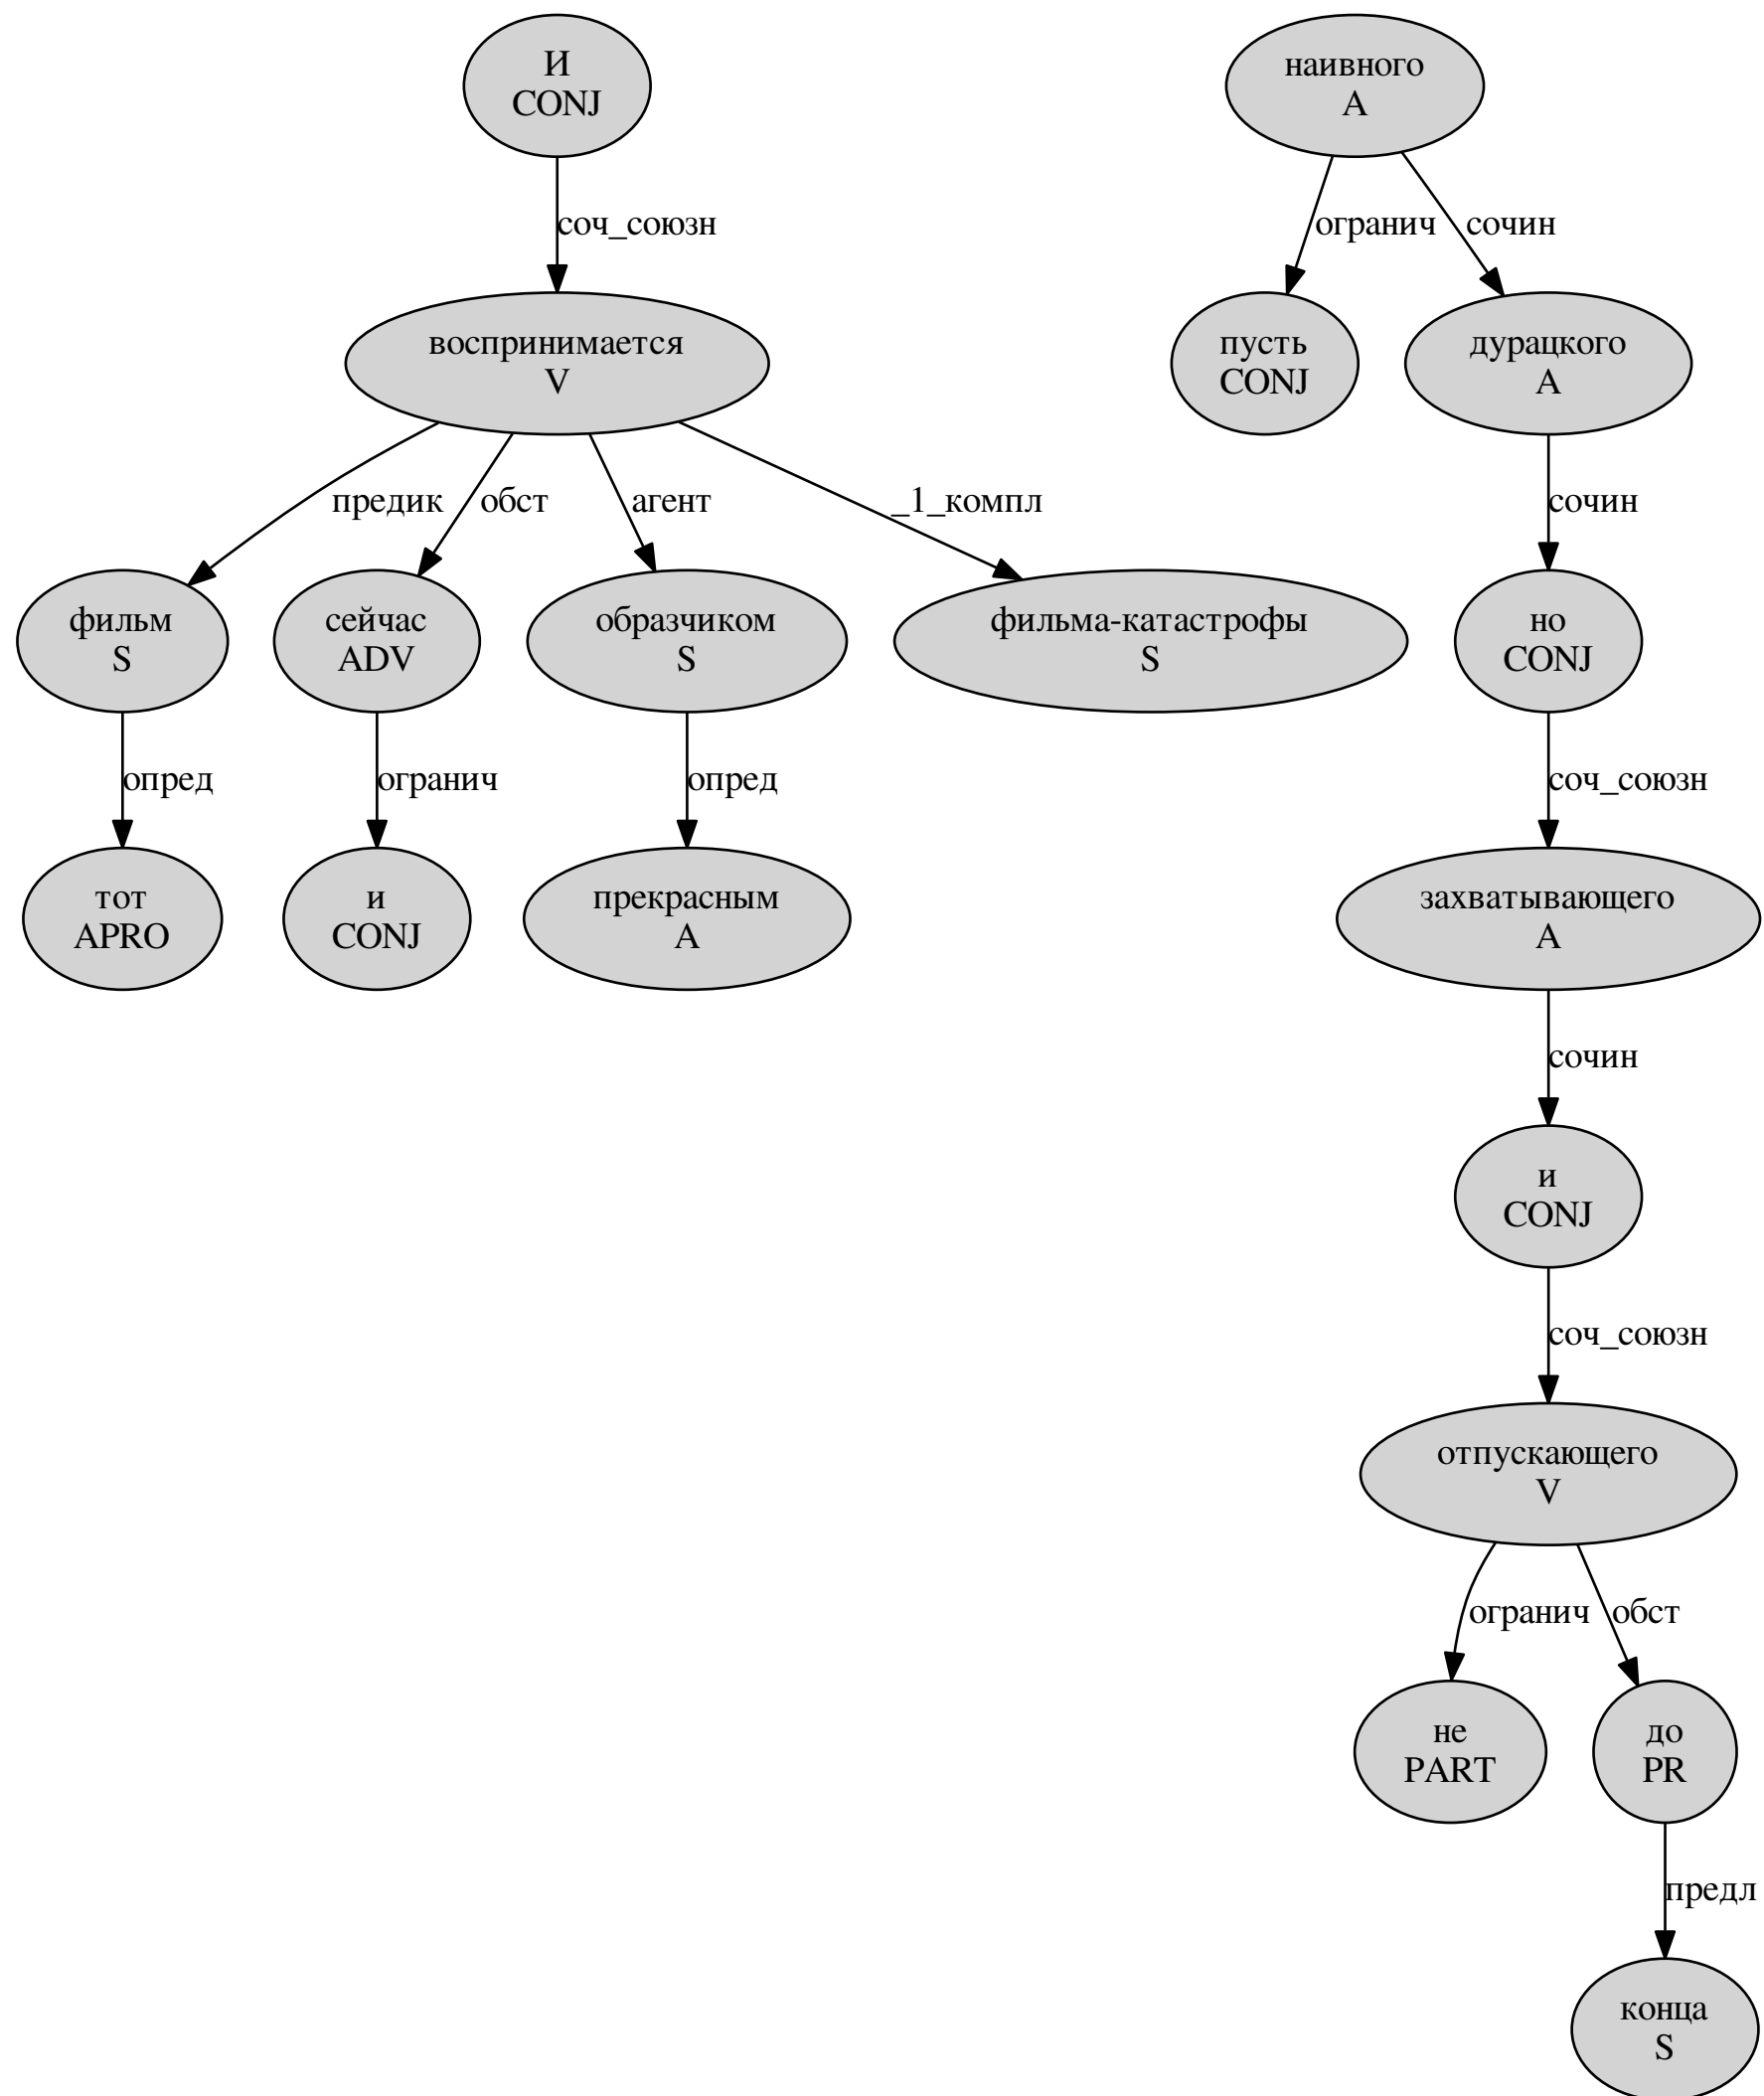 И
CONJ
наивного
A
соч_союзн
огранич
сочин
воспринимается
V
пусть
CONJ
дурацкого
A
предик
обст
агент
_1_компл
сочин
фильм
S
сейчас
ADV
образчиком
S
фильма-катастрофы
S
но
CONJ
опред
огранич
опред
соч_союзн
тот
APRO
и
CONJ
прекрасным
A
захватывающего
A
сочин
и
CONJ
соч_союзн
отпускающего
V
огранич
обст
не
PART
до
PR
предл
конца
S